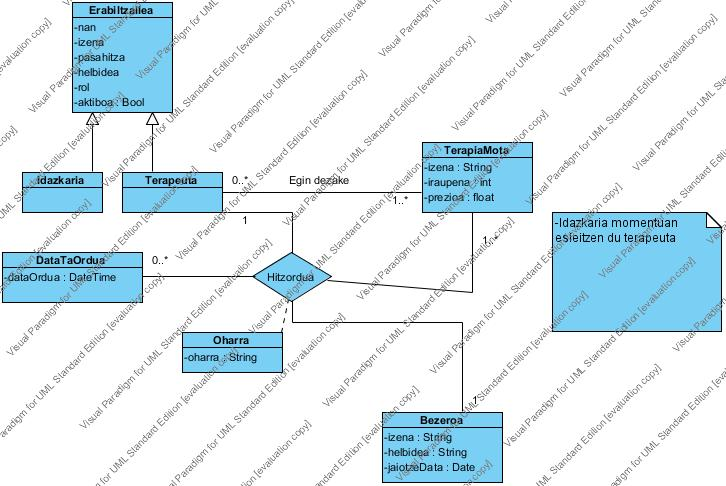 Erabiltzailea
-nan
-izena
-pasahitza
-helbidea
-rol
-aktiboa : Bool
idazkaria
Terapeuta
0..*
Egin dezake
1..*
TerapiaMota
-izena : String
-iraupena : int
-prezioa : float
1
1..*
-Idazkaria momentuan
esleitzen du terapeuta
DataTaOrdua
-dataOrdua : DateTime
0..*
Hitzordua
Oharra
-oharra : String
1
Bezeroa
-izena : String
-helbidea : String
-jaiotzeData : Date
Visual Paradigm for UML Standard Edition [evaluation copy]